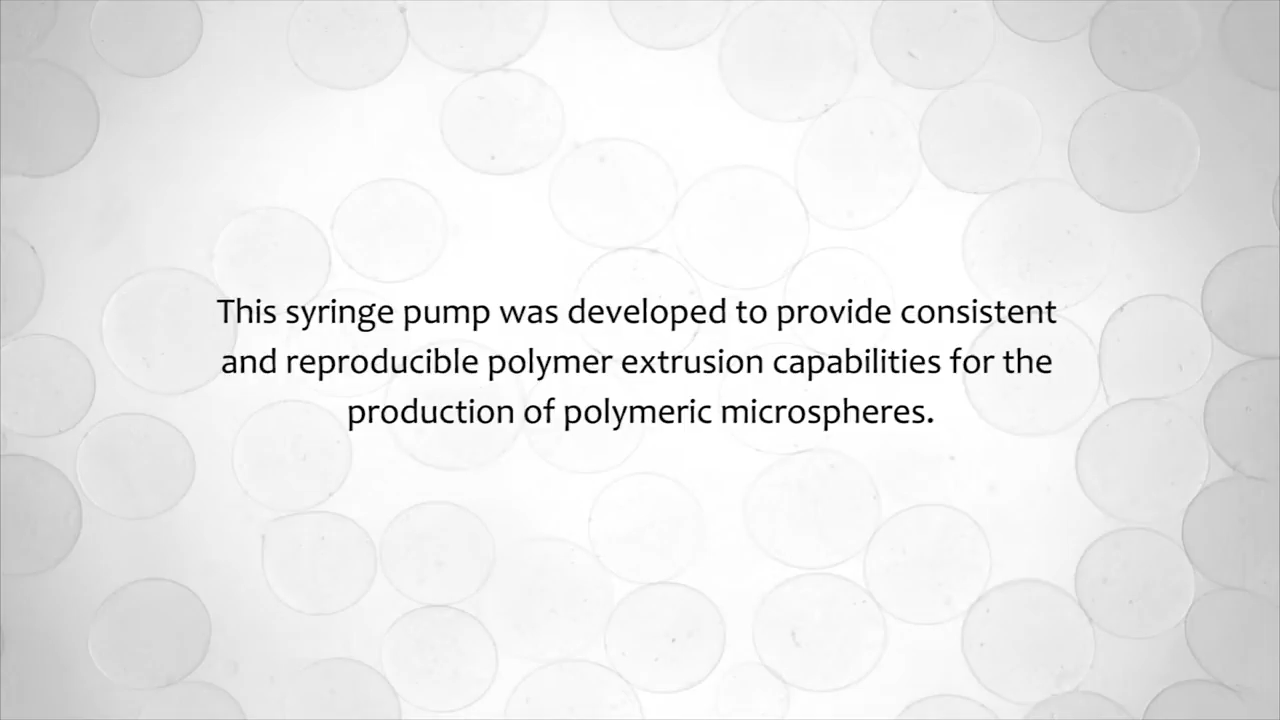 This syringe pump was developed to provide consistent
and reproducible polymer extrusion capabilities for the
production of polymeric microspheres.